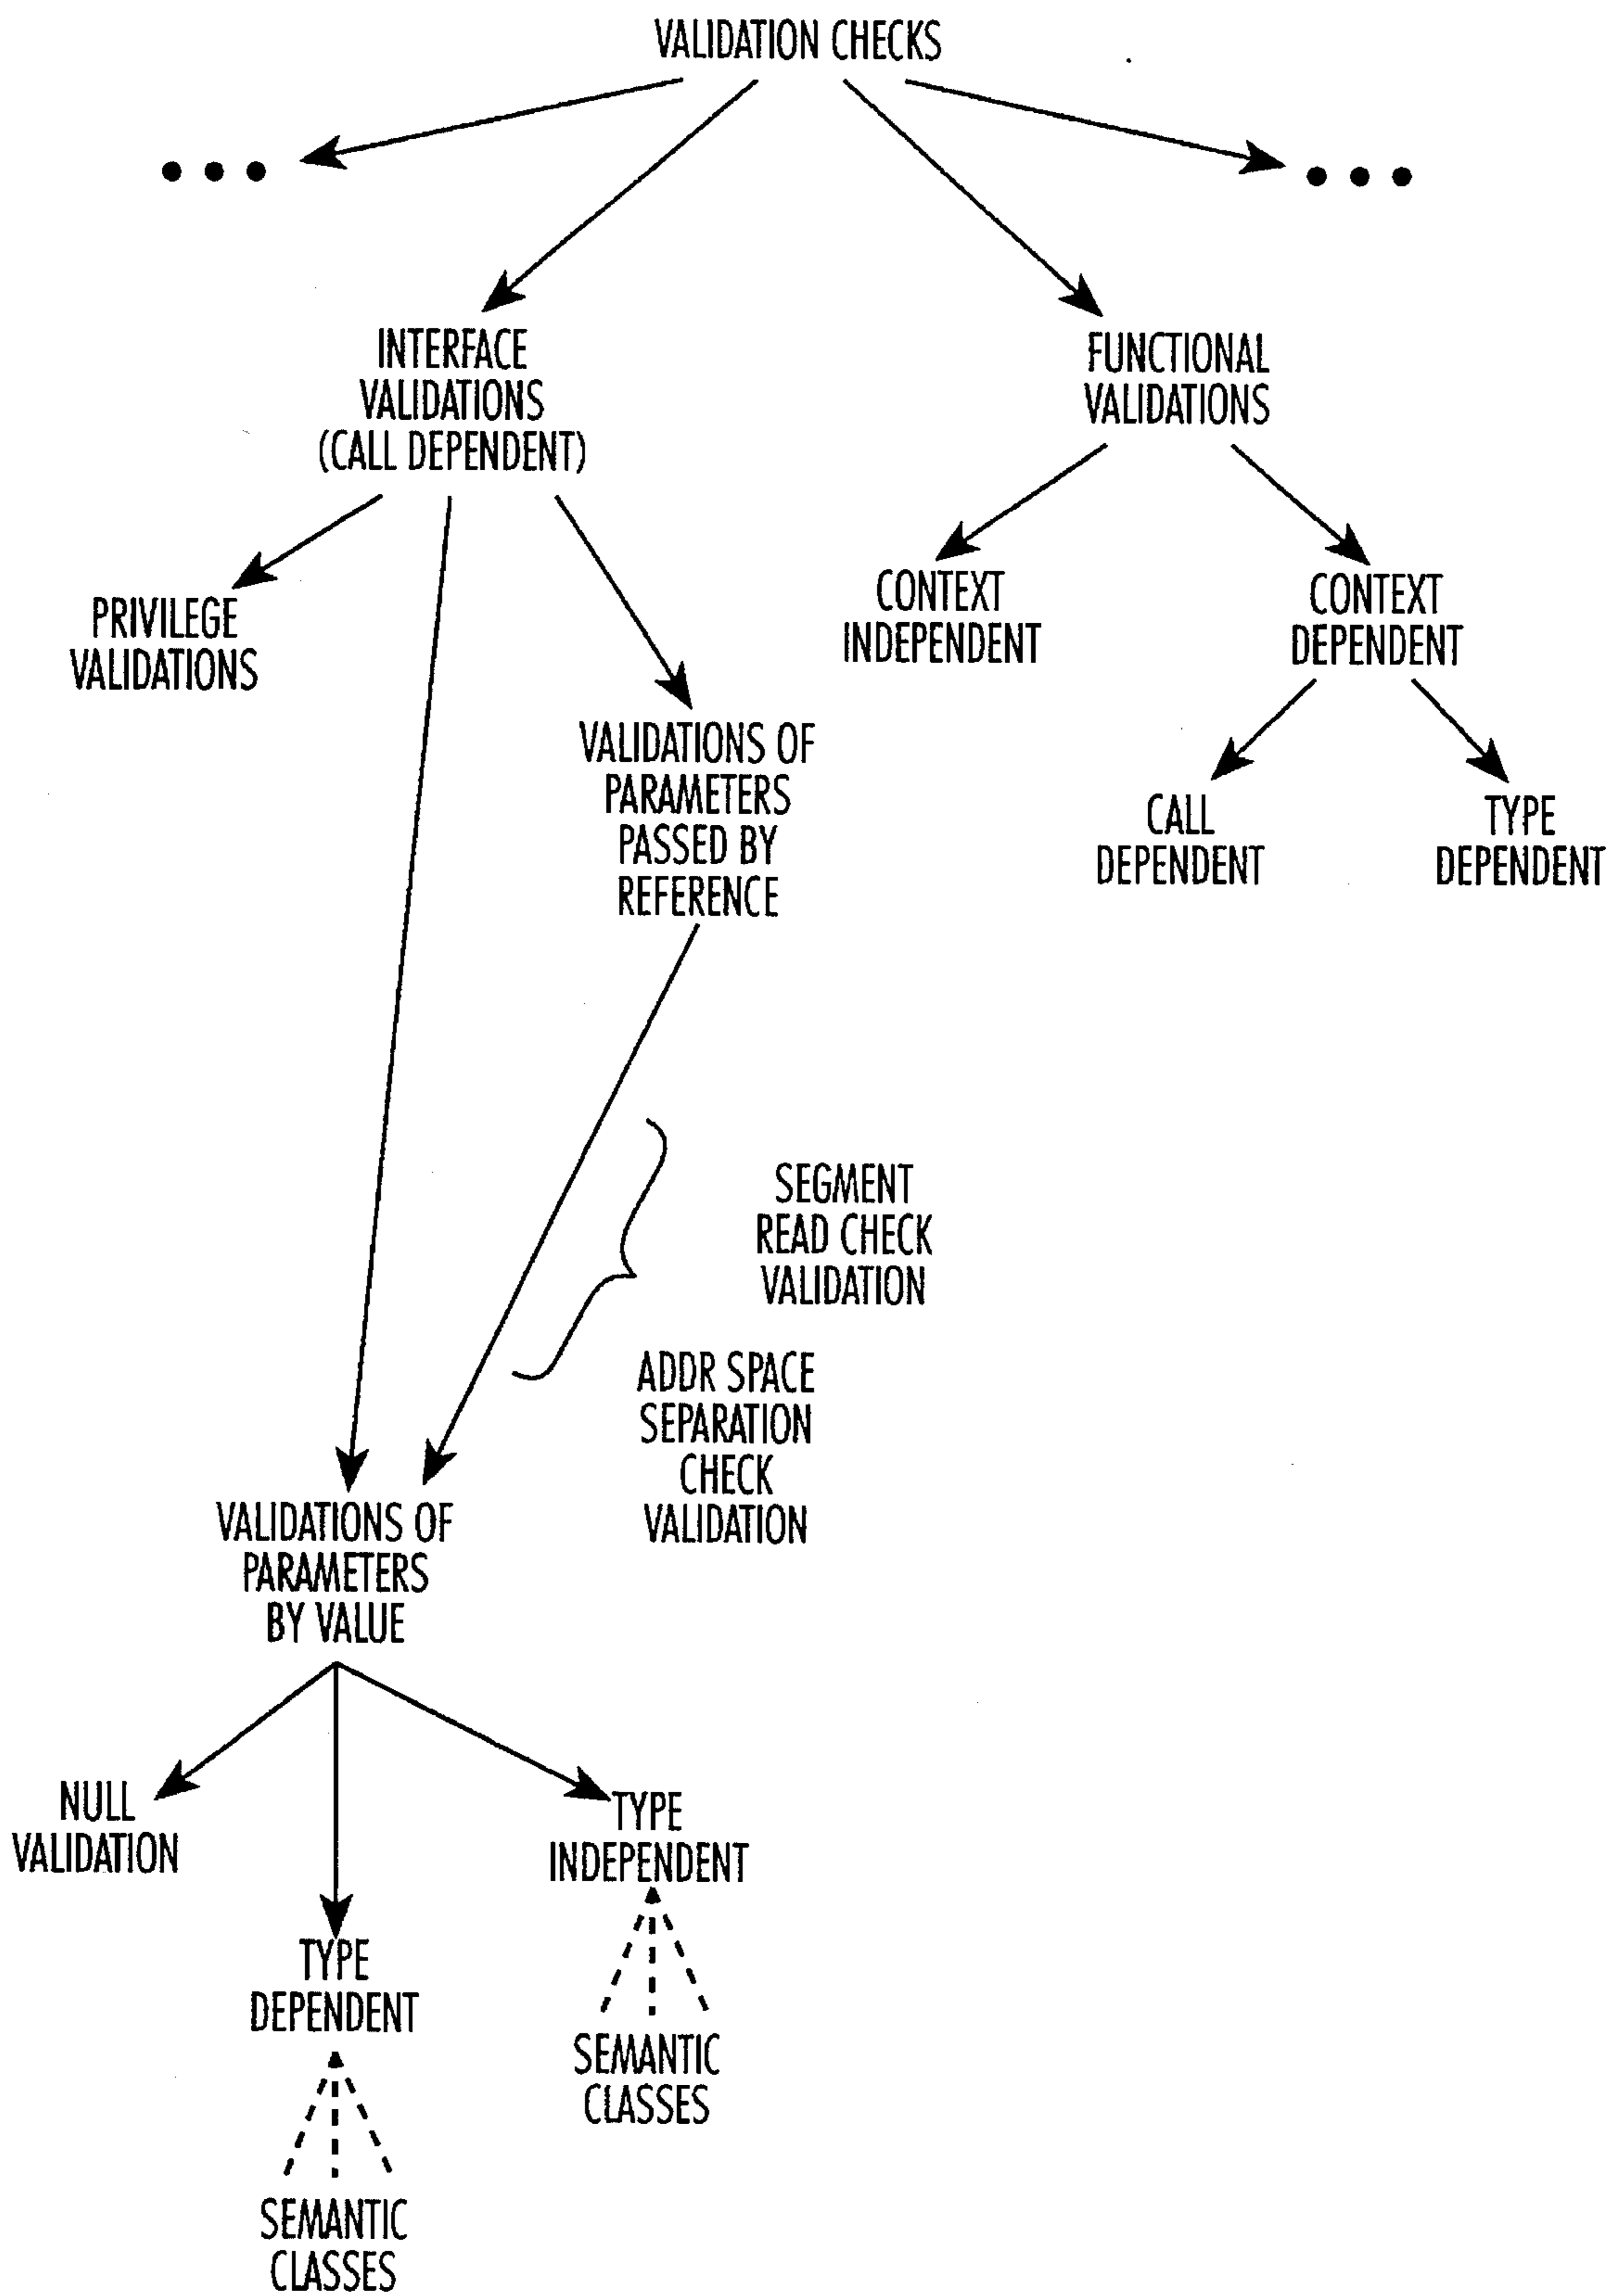 VALIDATION CHECKS
INTERFACE
VALIDATIONS
(CALL DEPENDENT)
FUNCTIONAL
VALIDATIONS
PRIVILEGE
VALIDATIONS
CONTEXT
INDEPENDENT
CONTEXT
DEPENDENT
VALIDATIONS OF
PARAMETERS
PASSED BY
REFERENCE
CALL
DEPENDENT
TYPE
DEPENDENT
SEGMENT
READ CHECK
VALIDATION
ADDR SPACE
SEPARATION
CHECK
VALIDATION
VALIDATIONS OF
PARAMETERS
BY VALUE
NULL
VALIDATION
TYPE
INDEPENDENT
TYPE
DEPENDENT
SEMANTIC
CLASSES
SEMANTIC
CLASSES